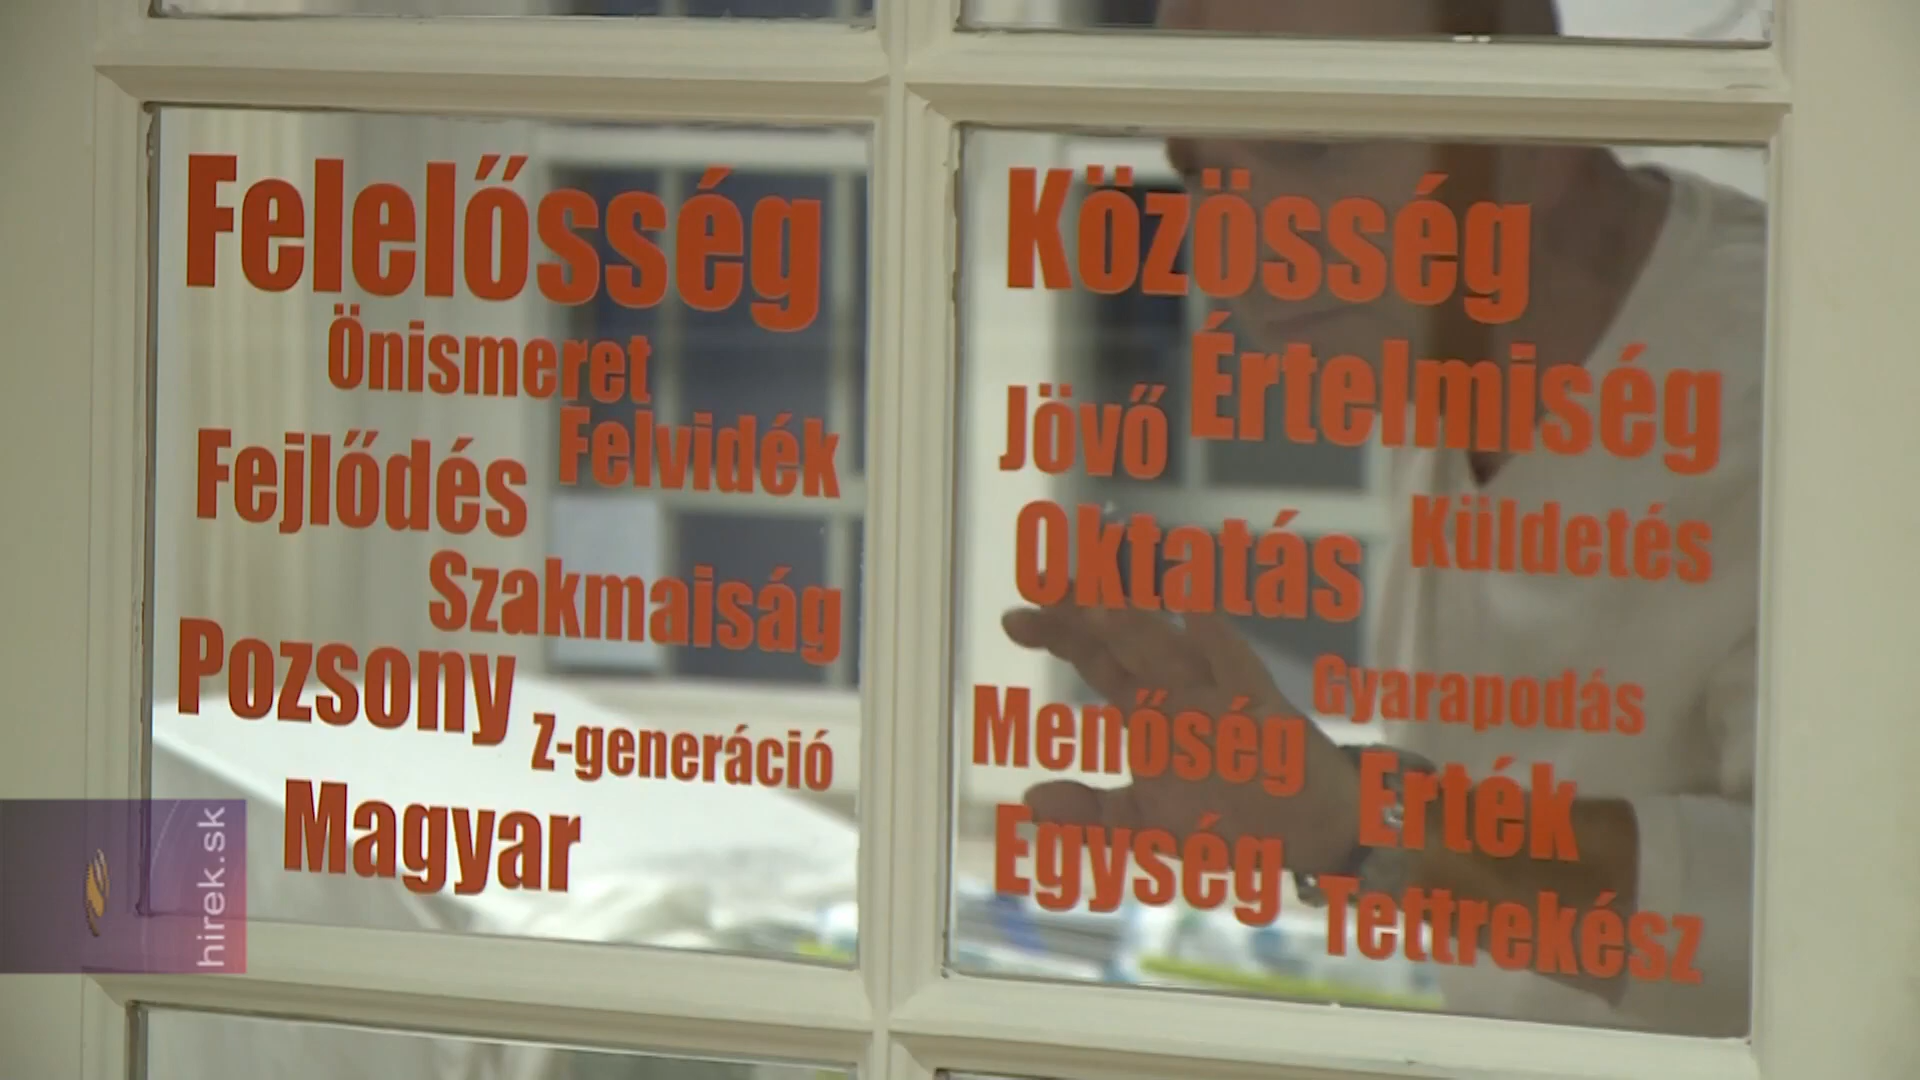 Felelősség
Önismeret
Felvidék
Fejlődés
Szakmaiság
Pozsony
Z-generáció
Magyar
Közösség
Értelmiség
Jövő
Küldetés
Oktatás
Gyarapodás
Menőség
Erték
Egység
Tettrekész
hirek.sk